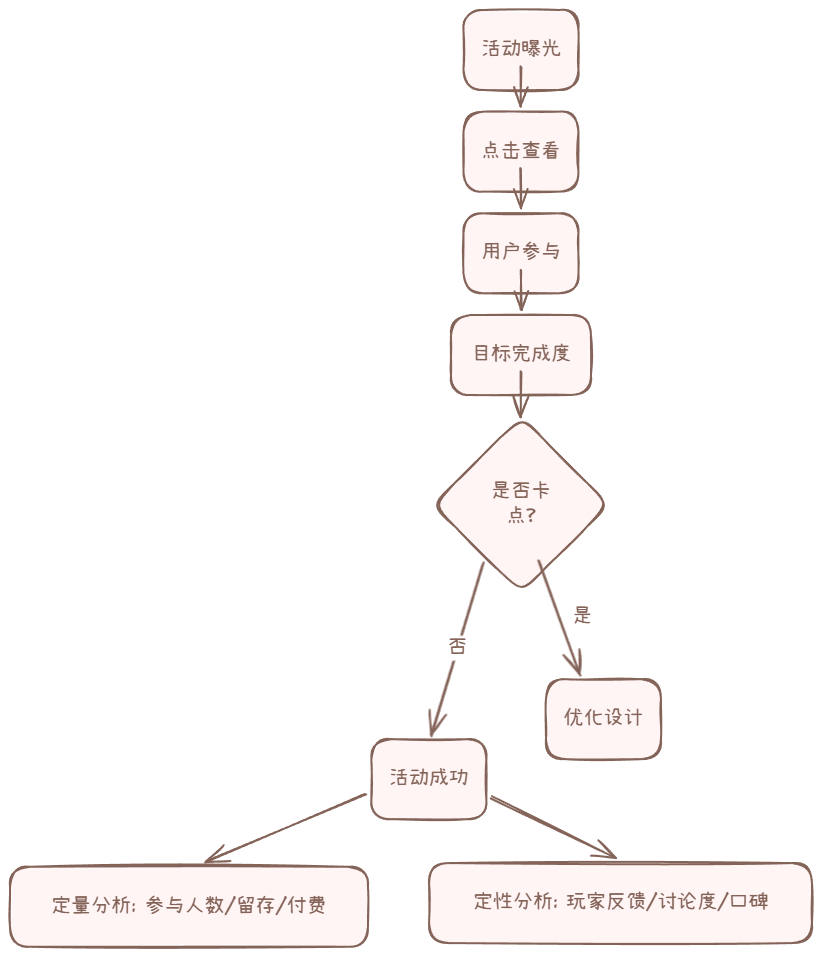 活动曝光
点击查看
用户参与
目标完成度
是否卡
点?
是
否
优化设计
活动成功
定量分析: 参与人数/留存/付费
定性分析: 玩家反馈/讨论度/口碑